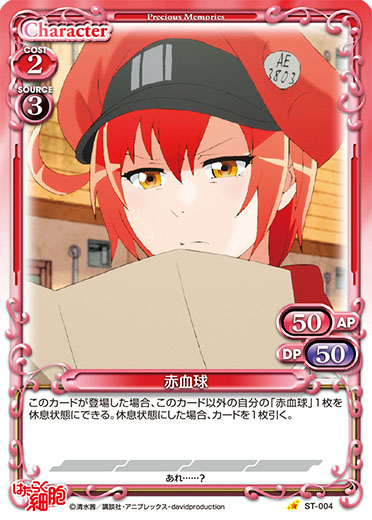 Precious Memories
Character
COST
2
SOURCE
3
AE
3803
50 AP
DP 50
赤血球
このカードが登場した場合、このカード以外の自分の「赤血球」1枚を
休息状態にできる。休息状態にした場合、カードを1枚引く。
あれ……?
はたらく細胞
©清水茜/講談社・アニプレックス・davidproduction
ST-004